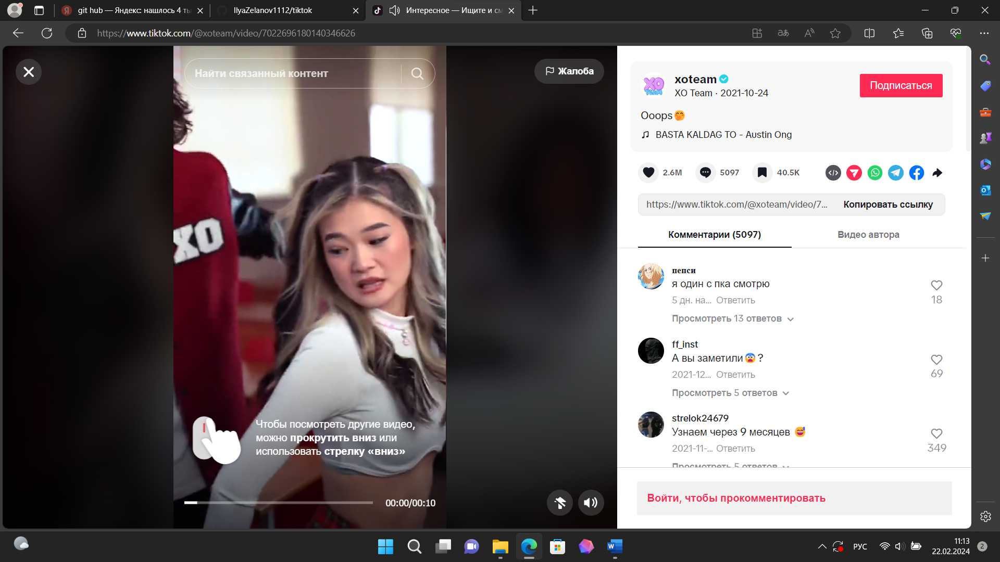 git hub — Яндекс: нашлось 4 ты
IlyaZelanov1112/tiktok
Интересное — Ищите и см
https://www.tiktok.com/@xoteam/video/7022696180140346626
Найти связанный контент
Жалоба
XO
Чтобы посмотреть другие видео,
можно прокрутить вниз или
использовать стрелку «вниз»
00:00/00:10
XO
TEAM
xoteam
XO Team · 2021-10-24
Подписаться
Ooops🤭
BASTA KALDAG TO - Austin Ong
2.6M
5097
40.5K
https://www.tiktok.com/@xoteam/video/7...
Копировать ссылку
Комментарии (5097)
Видео автора
пепси
я один с пка смотрю
5 дн. на... Ответить
18
Просмотреть 13 ответов
ff_inst
А вы заметили😨?
2021-12... Ответить
69
Просмотреть 5 ответов
strelok24679
Узнаем через 9 месяцев 😅
2021-11-... Ответить
349
Просмотреть 5 ответов
Войти, чтобы прокомментировать
РУС
11:13
22.02.2024
2